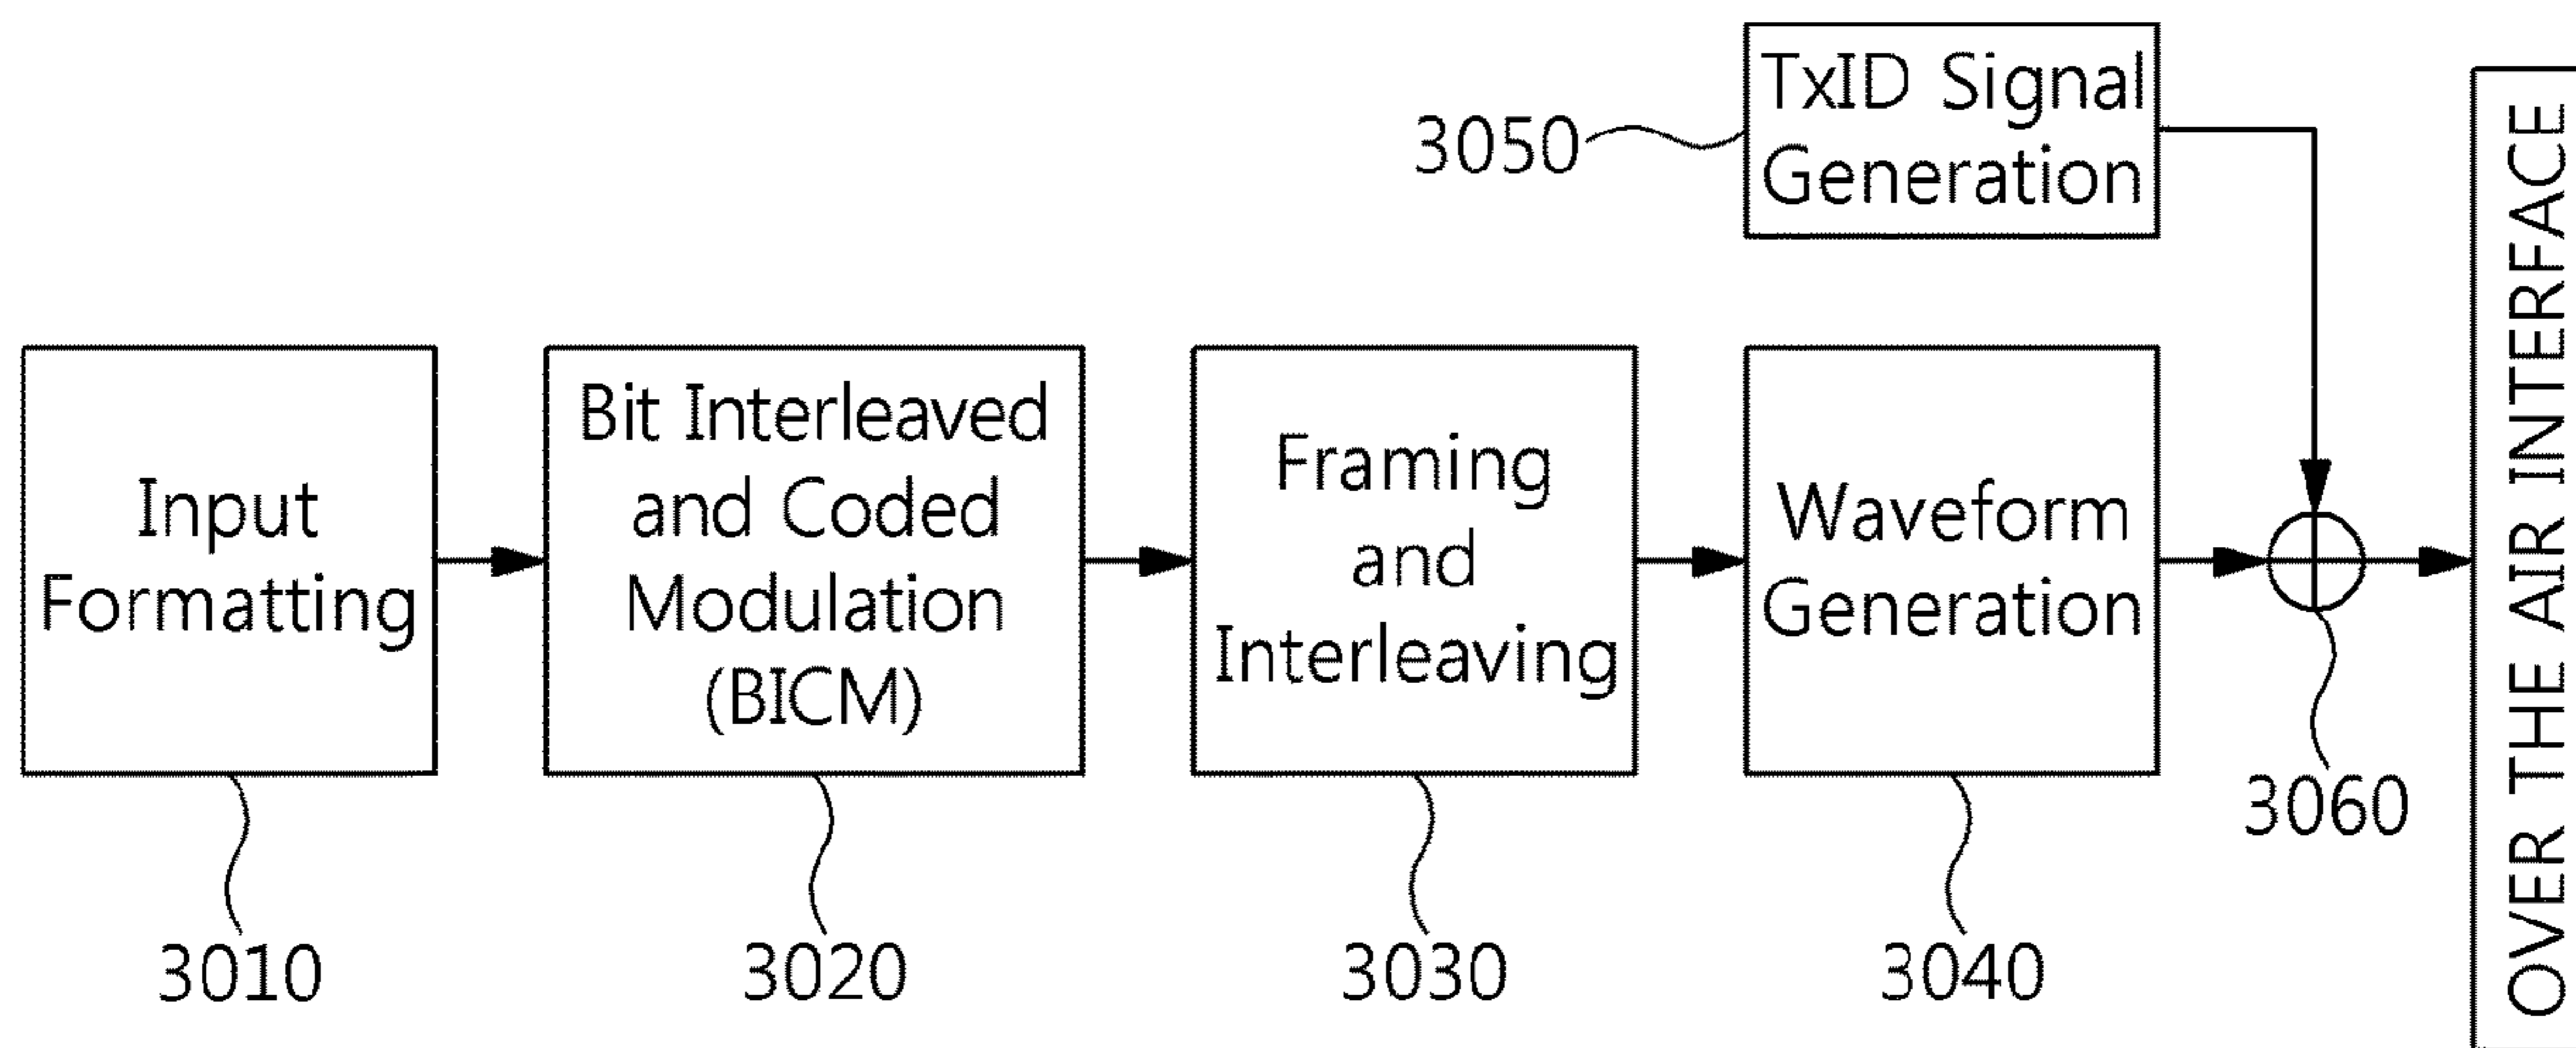 TxID Signal
Generation
3050
Input
Formatting
Bit Interleaved
and Coded
Modulation
(BICM)
Framing
and
Interleaving
Waveform
Generation
OVER THE AIR INTERFACE
3010
3020
3030
3040
3060